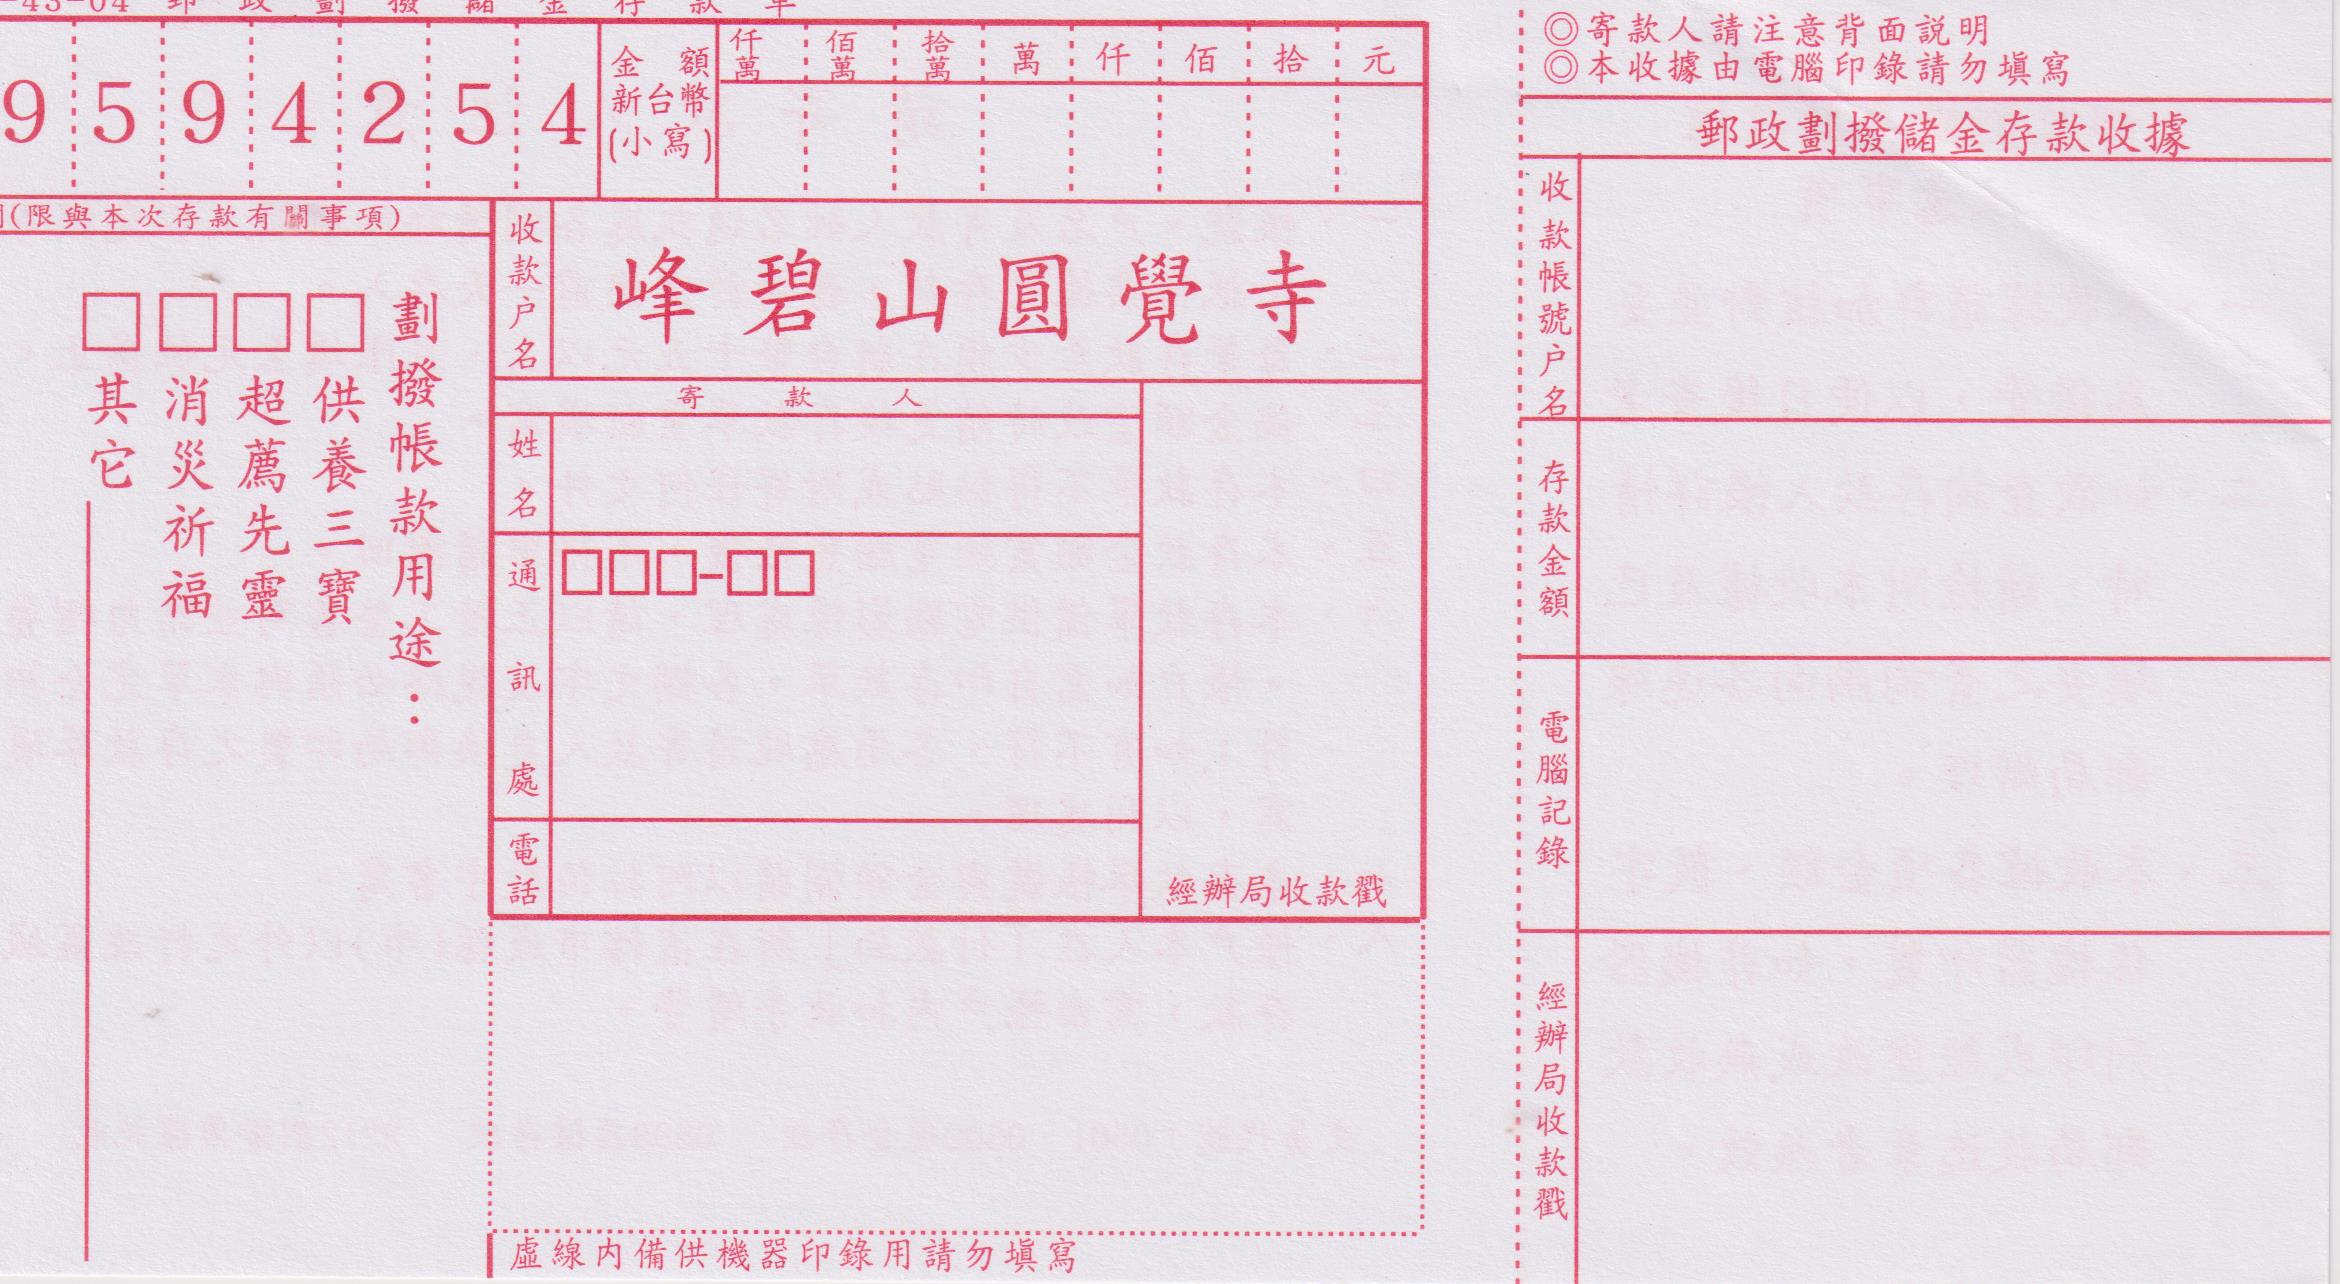 -43-04 郵政劃撥儲金存款單
9594254
金額
新台幣
(小寫)
仟萬 佰萬 拾萬 萬 仟 佰 拾 元
(限與本次存款有關事項)
劃撥帳款用途：
□供養三寶
□超薦先靈
□消災祈福
□其它
收款戶名
峰碧山圓覺寺
寄款人
姓名
通訊處
□□□-□□
電話
經辦局收款戳
虛線內備供機器印錄用請勿填寫
◎寄款人請注意背面說明
◎本收據由電腦印錄請勿填寫
郵政劃撥儲金存款收據
收款帳號戶名
存款金額
電腦記錄
經辦局收款戳